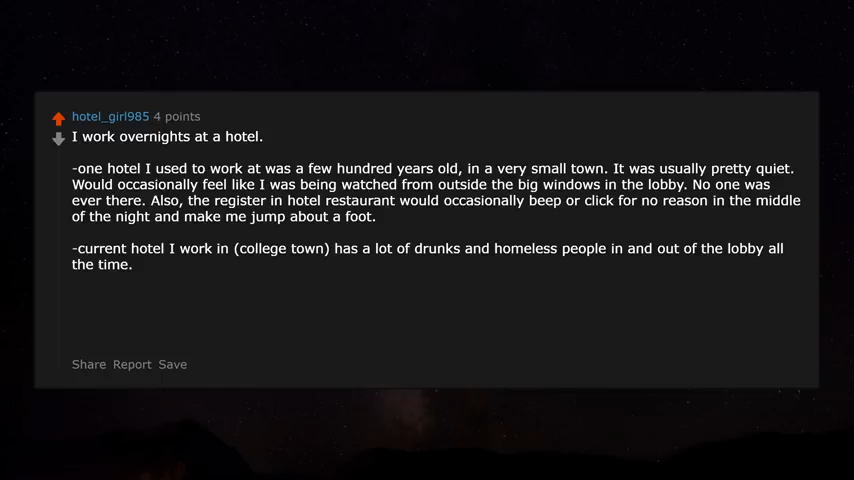 hotel_girl985 4 points
I work overnights at a hotel.
-one hotel I used to work at was a few hundred years old, in a very small town. It was usually pretty quiet.
Would occasionally feel like I was being watched from outside the big windows in the lobby. No one was
ever there. Also, the register in hotel restaurant would occasionally beep or click for no reason in the middle
of the night and make me jump about a foot.
-current hotel I work in (college town) has a lot of drunks and homeless people in and out of the lobby all
the time.
Share Report Save